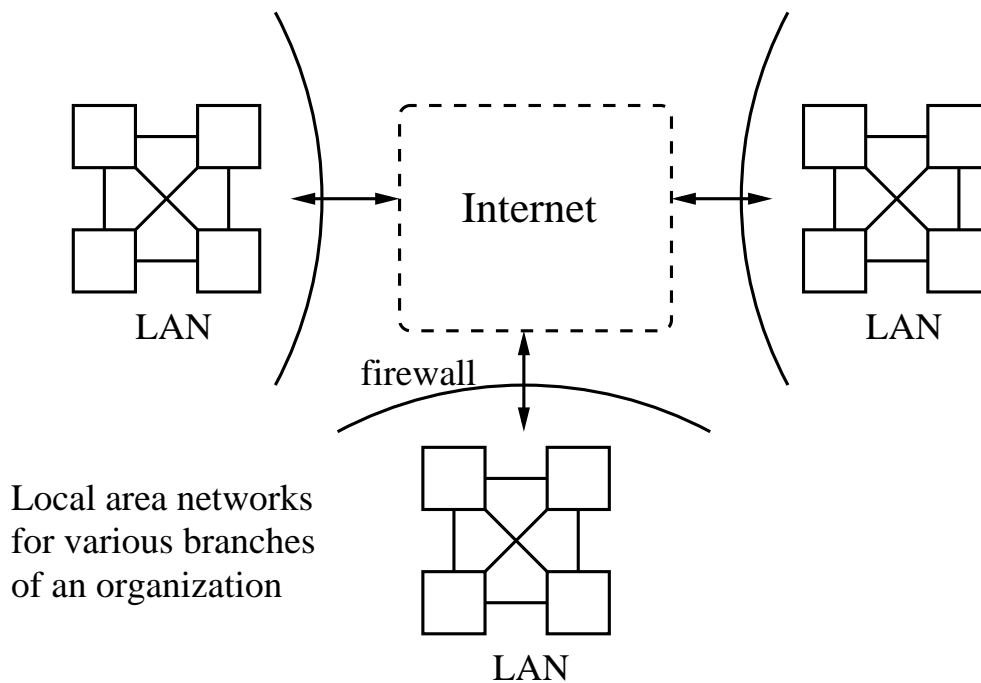 Internet
LAN
LAN
firewall
Local area networks
for various branches
of an organization
LAN